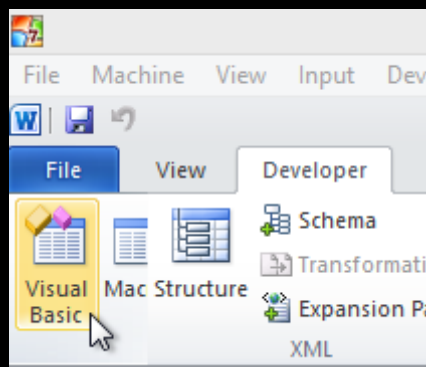 File Machine View Input Dev
File View Developer
Visual Basic
Mac
Structure
Schema
Transformati
Expansion Pa
XML